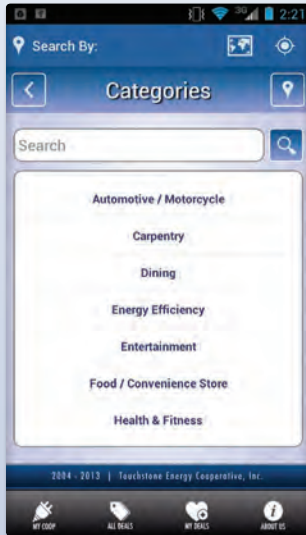 3G 2:21
Search By:
Categories
Search
Automotive / Motorcycle
Carpentry
Dining
Energy Efficiency
Entertainment
Food / Convenience Store
Health & Fitness
2004 - 2013 | Touchstone Energy Cooperative, Inc.
MY COOP ALL DEALS MY DEALS ABOUT US